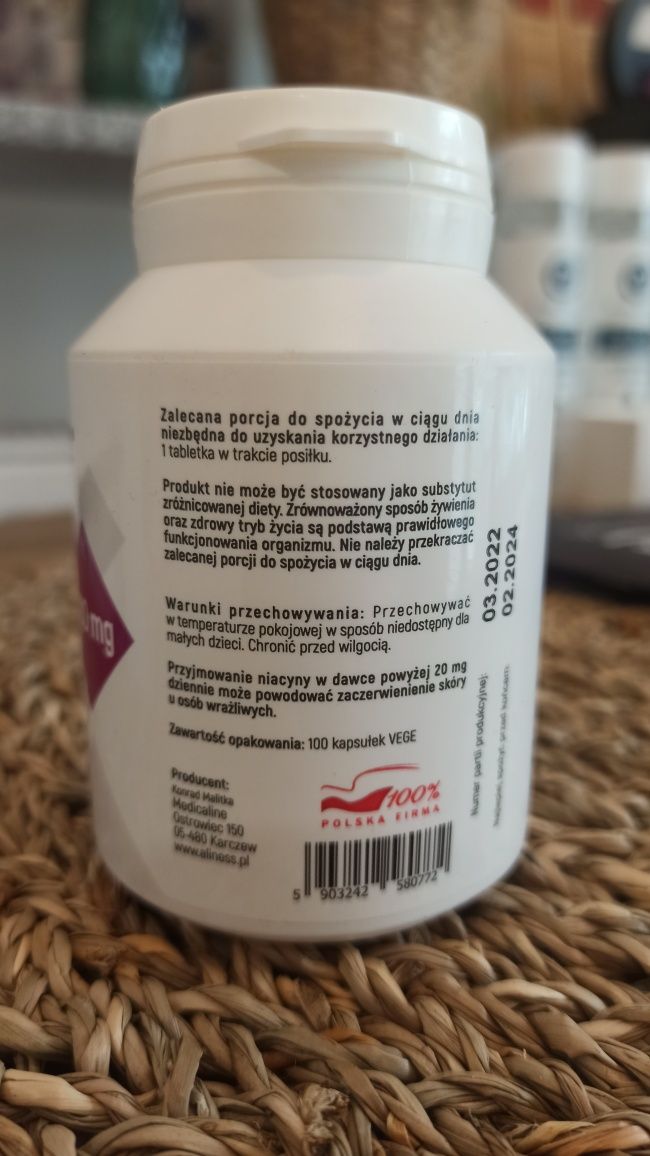 Zalecana porcja do spożycia w ciągu dnia
niezbędna do uzyskania korzystnego działania:
1 tabletka w trakcie posiłku.
Produkt nie może być stosowany jako substytut
zróżnicowanej diety. Zrównoważony sposób żywienia
oraz zdrowy tryb życia są podstawą prawidłowego
funkcjonowania organizmu. Nie należy przekraczać
zalecanej porcji do spożycia w ciągu dnia.
Warunki przechowywania: Przechowywać
w temperaturze pokojowej w sposób niedostępny dla
małych dzieci. Chronić przed wilgocią.
Przyjmowanie niacyny w dawce powyżej 20 mg
dziennie może powodować zaczerwienienie skóry
u osób wrażliwych.
Zawartość opakowania: 100 kapsułek VEGE
Producent:
Konrad Malitka
Medicaline
Ostrowiec 150
05-480 Karczew
www.aliness.pl
100%
POLSKA FIRMA
5 903242 580772
Numer partii produkcyjnej:
03.2022
spożyć przed końcem:
02.2024
mg